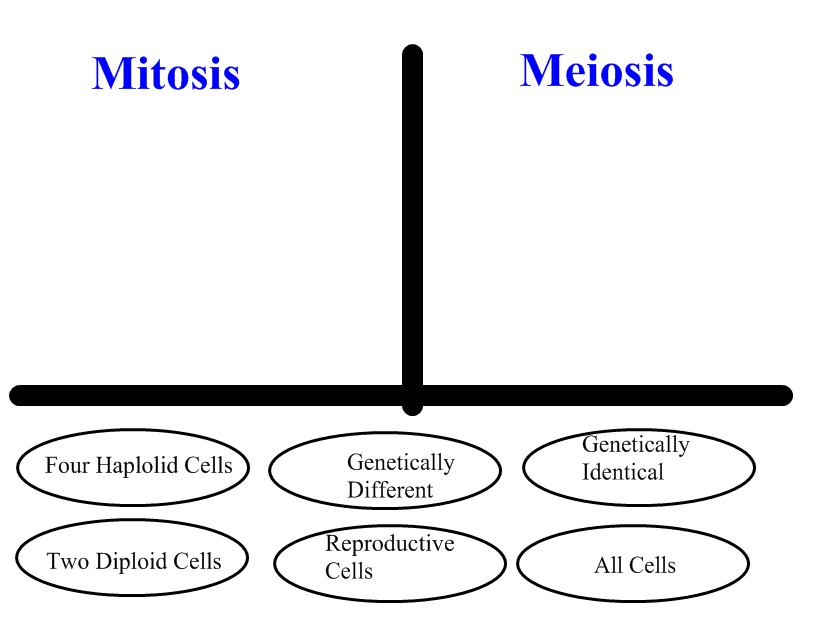 Mitosis
Meiosis
Four Haplolid Cells
Genetically
Different
Genetically
Identical
Two Diploid Cells
Reproductive
Cells
All Cells